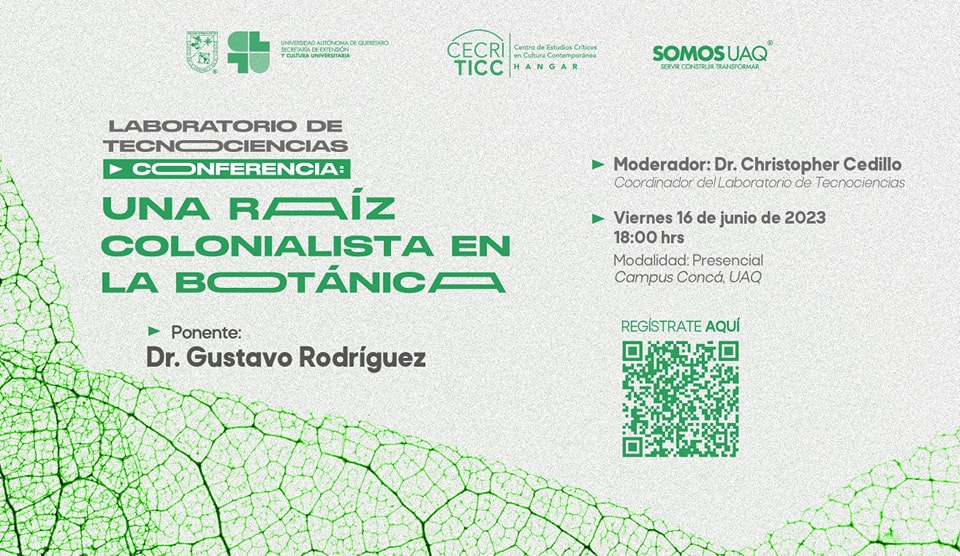 UNIVERSIDAD AUTÓNOMA DE QUERÉTARO
SECRETARÍA DE EXTENSIÓN
Y CULTURA UNIVERSITARIA
CECRI
TICC
Centro de Estudios Críticos
en Cultura Contemporánea
HANGAR
SOMOSUAQ
SERVIR CONSTRUIR TRANSFORMAR
LABORATORIO DE
TECNOCIENCIAS
CONFERENCIA:
UNA RAÍZ
COLONIALISTA EN
LA BOTÁNICA
Ponente:
Dr. Gustavo Rodríguez
Moderador: Dr. Christopher Cedillo
Coordinador del Laboratorio de Tecnociencias
Viernes 16 de junio de 2023
18:00 hrs
Modalidad: Presencial
Campus Concá, UAQ
REGÍSTRATE AQUÍ